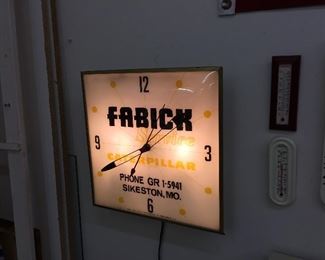 12
FABICK
9
3
CATERPILLAR
PHONE GR 1-5941
SIKESTON, MO.
6